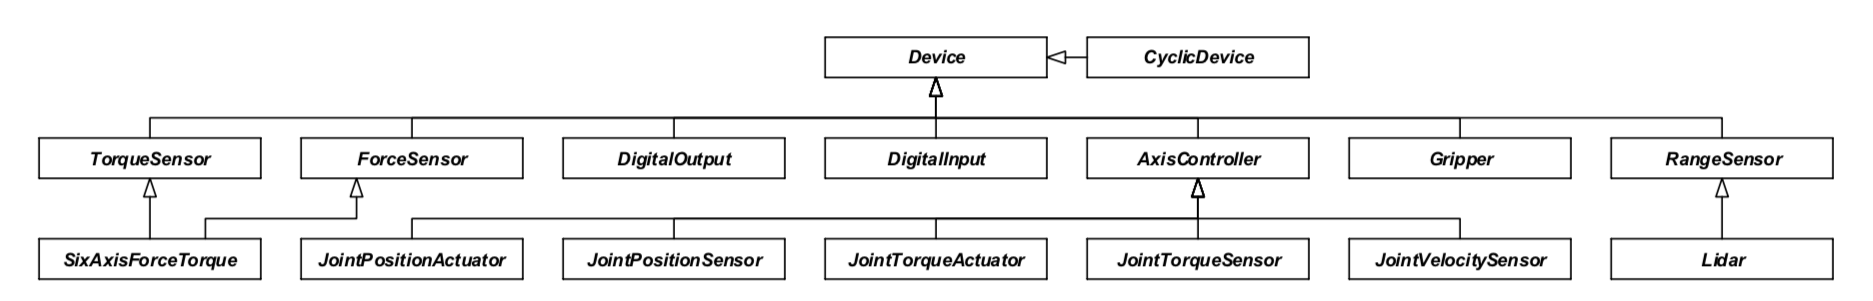 Device
CyclicDevice
TorqueSensor
ForceSensor
DigitalOutput
DigitalInput
AxisController
Gripper
RangeSensor
SixAxisForceTorque
JointPositionActuator
JointPositionSensor
JointTorqueActuator
JointTorqueSensor
JointVelocitySensor
Lidar